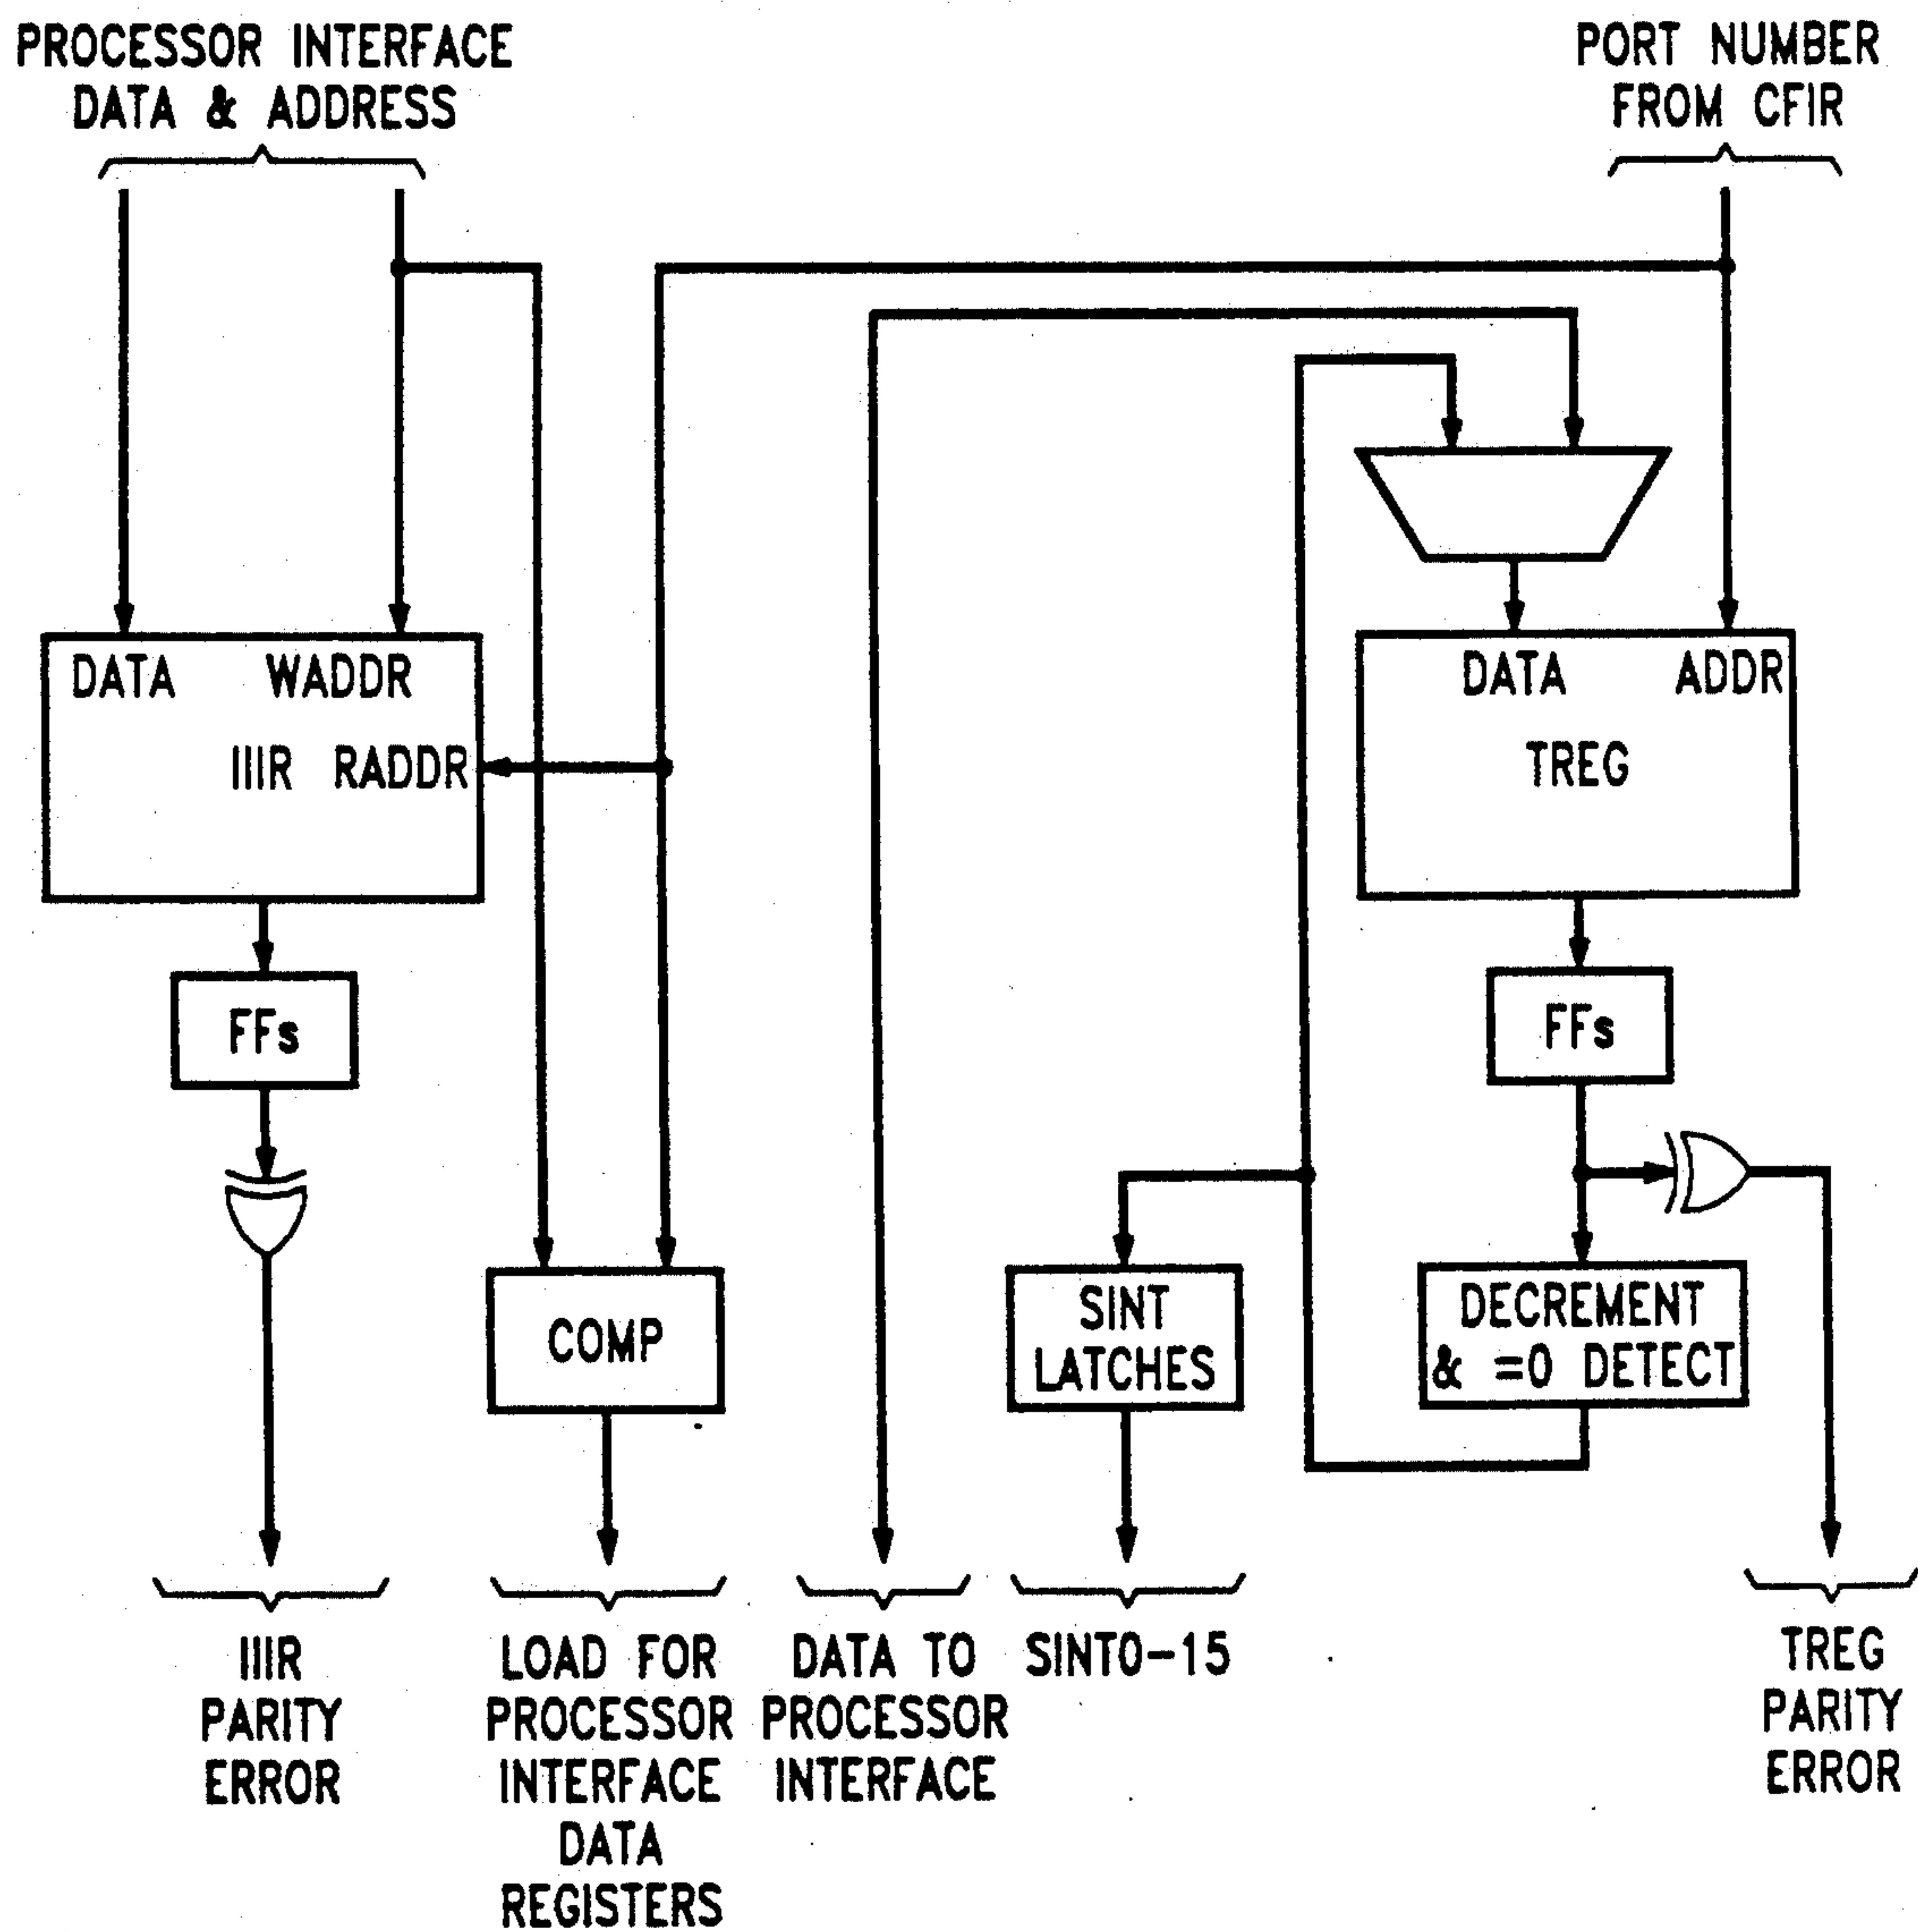 PROCESSOR INTERFACE
DATA & ADDRESS
PORT NUMBER
FROM CFIR
DATA WADDR
IIIR RADDR
DATA ADDR
TREG
FFs
FFs
COMP
SINT
LATCHES
DECREMENT
& =0 DETECT
IIIR
PARITY
ERROR
LOAD FOR
PROCESSOR
INTERFACE
DATA
REGISTERS
DATA TO
PROCESSOR
INTERFACE
SINT0-15
TREG
PARITY
ERROR